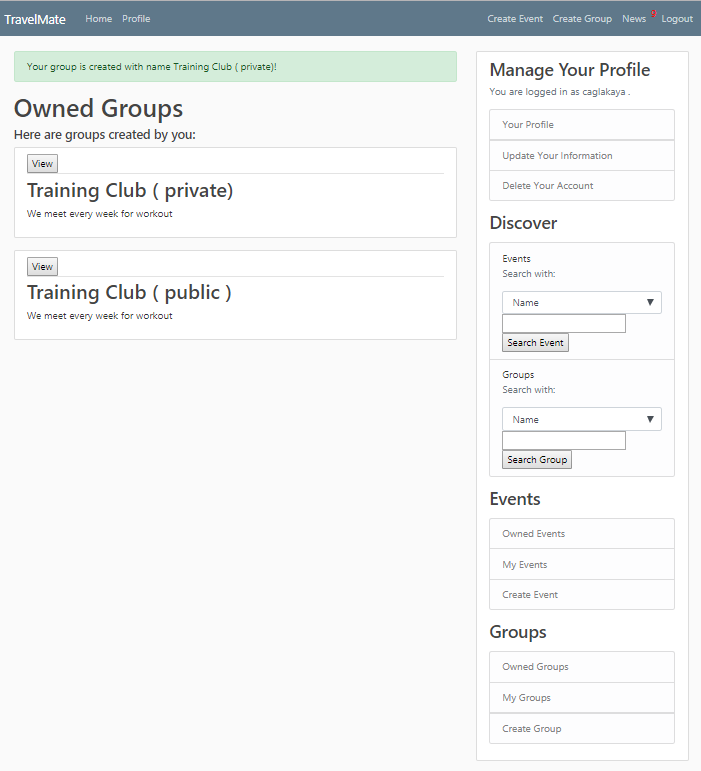 TravelMate Home Profile Create Event Create Group News Logout
Your group is created with name Training Club ( private)!
Owned Groups
Here are groups created by you:
View
Training Club ( private)
We meet every week for workout
View
Training Club ( public )
We meet every week for workout
Manage Your Profile
You are logged in as caglakaya .
Your Profile
Update Your Information
Delete Your Account
Discover
Events
Search with:
Name
Search Event
Groups
Search with:
Name
Search Group
Events
Owned Events
My Events
Create Event
Groups
Owned Groups
My Groups
Create Group